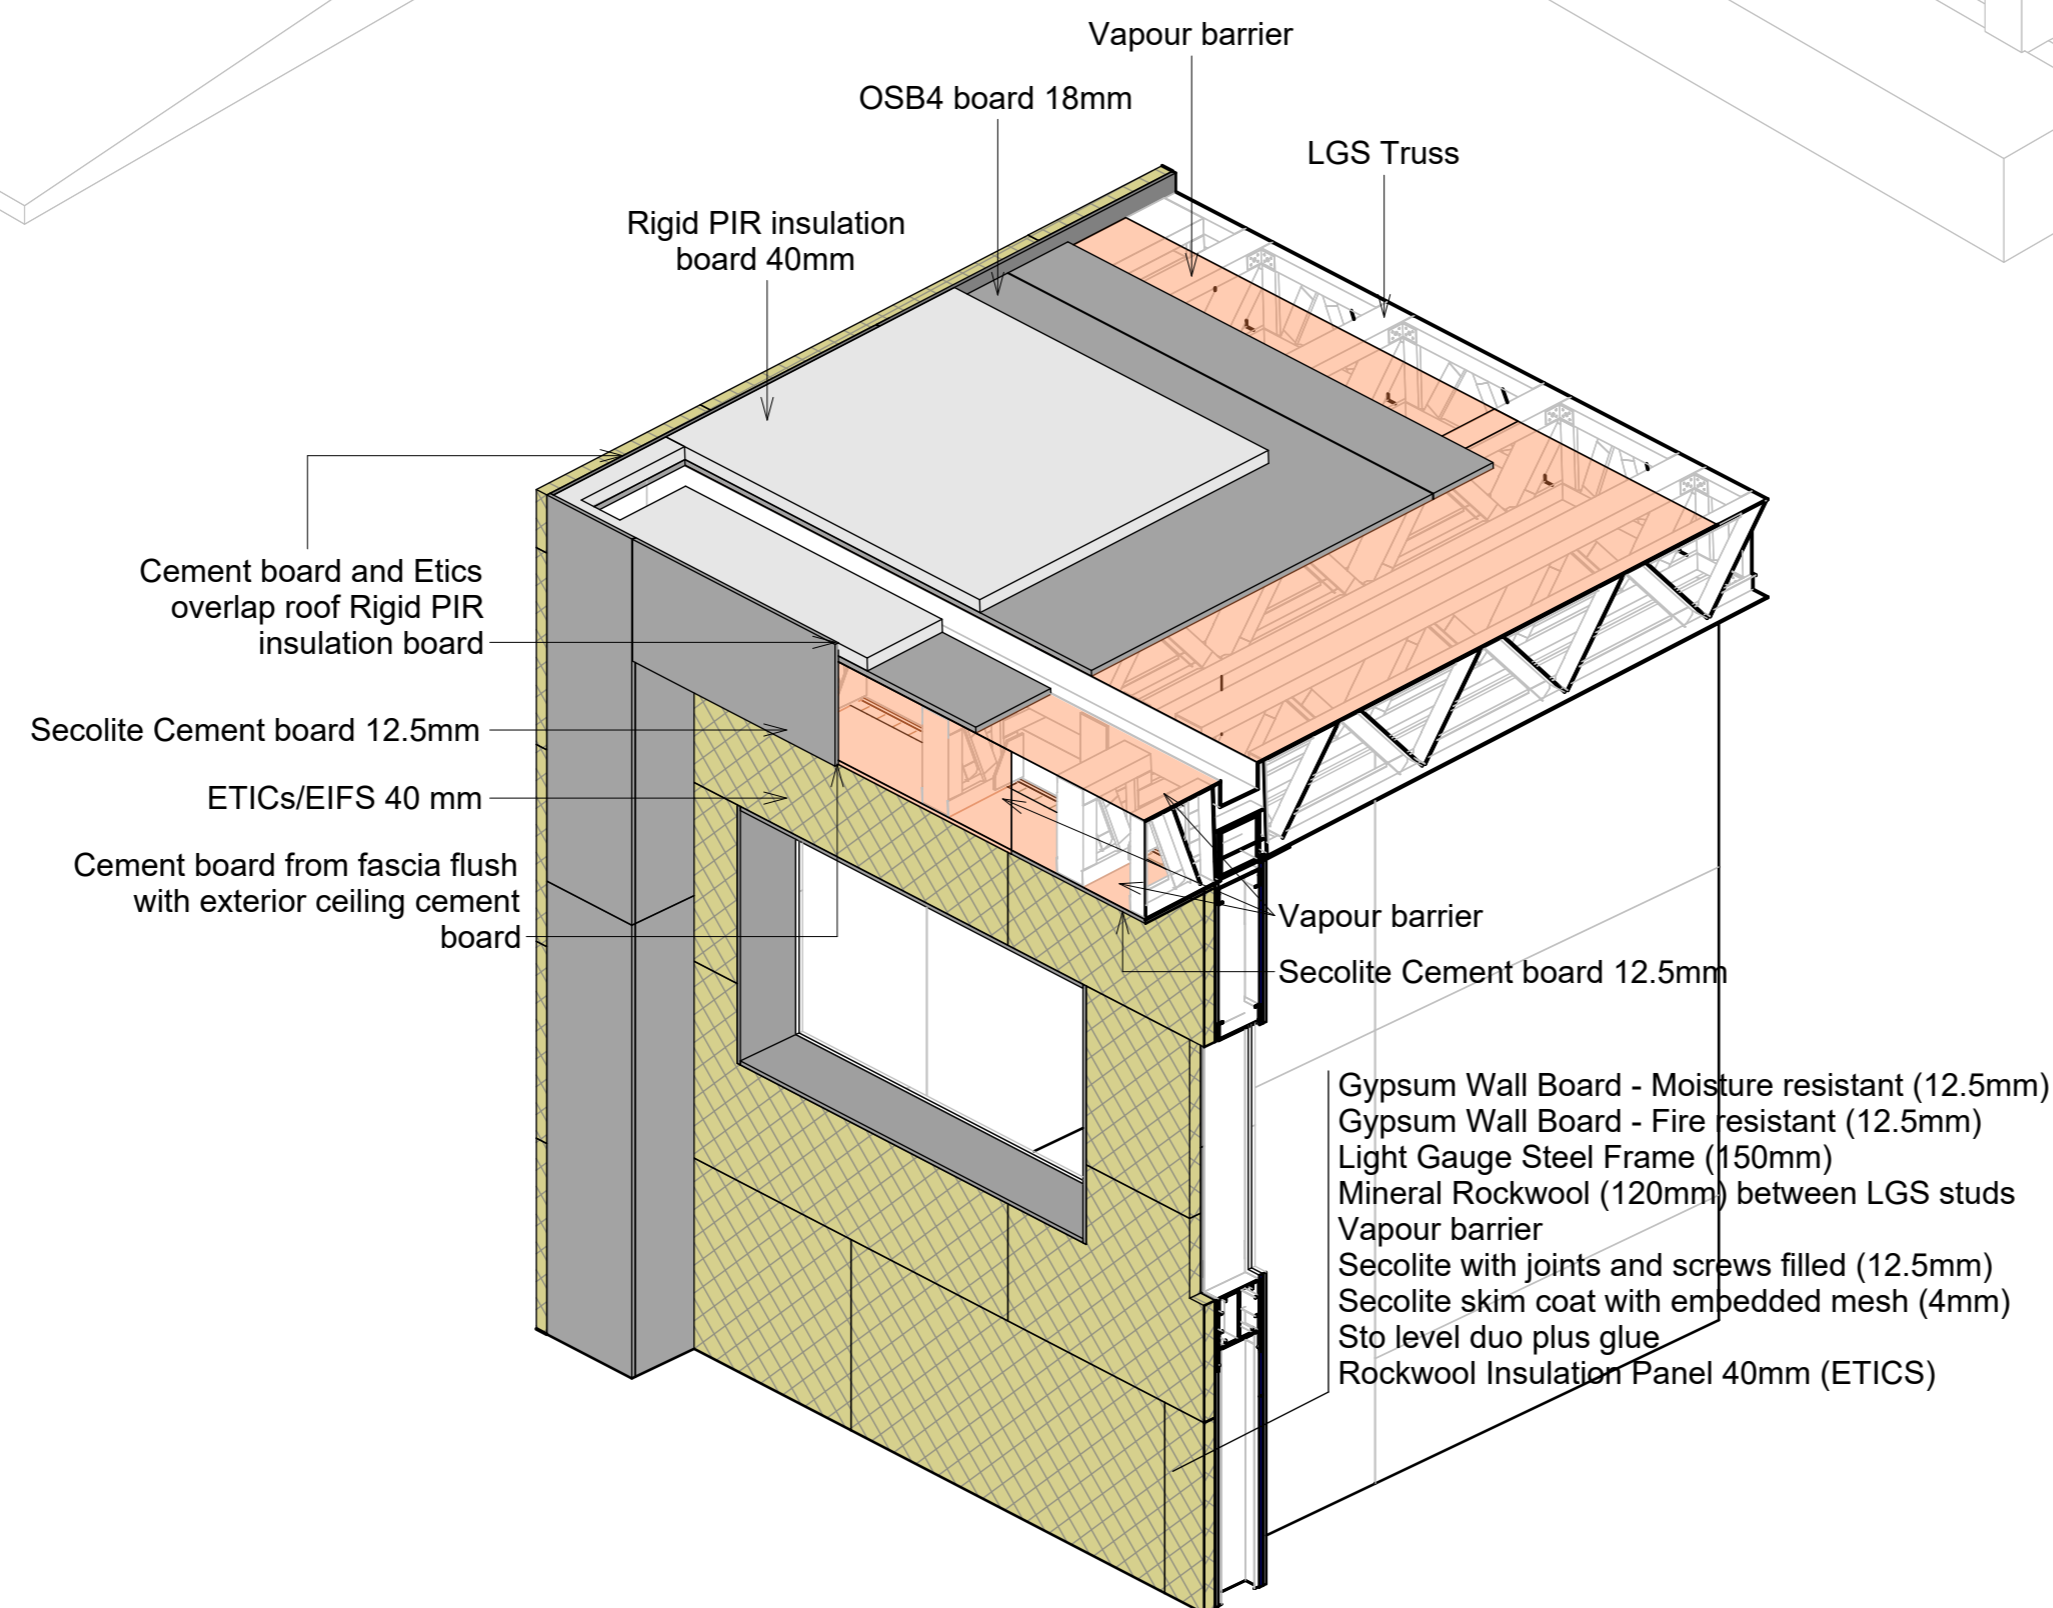 Vapour barrier
OSB4 board 18mm
LGS Truss
Rigid PIR insulation
board 40mm
Cement board and Etics
overlap roof Rigid PIR
insulation board
Secolite Cement board 12.5mm
ETICs/EIFS 40 mm
Cement board from fascia flush
with exterior ceiling cement
board
Vapour barrier
Secolite Cement board 12.5mm
Gypsum Wall Board - Moisture resistant (12.5mm)
Gypsum Wall Board - Fire resistant (12.5mm)
Light Gauge Steel Frame (150mm)
Mineral Rockwool (120mm) between LGS studs
Vapour barrier
Secolite with joints and screws filled (12.5mm)
Secolite skim coat with embedded mesh (4mm)
Sto level duo plus glue
Rockwool Insulation Panel 40mm (ETICS)